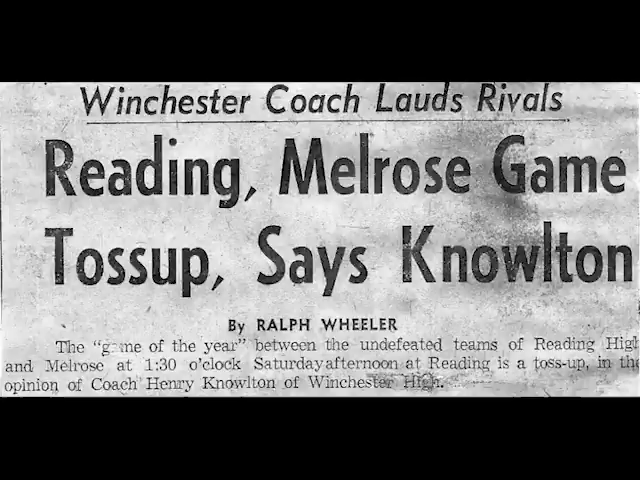 Winchester Coach Lauds Rivals
Reading, Melrose Game
Tossup, Says Knowlton
By RALPH WHEELER
The "game of the year" between the undefeated teams of Reading High
and Melrose at 1:30 o'clock Saturday afternoon at Reading is a toss-up, in the
opinion of Coach Henry Knowlton of Winchester High.